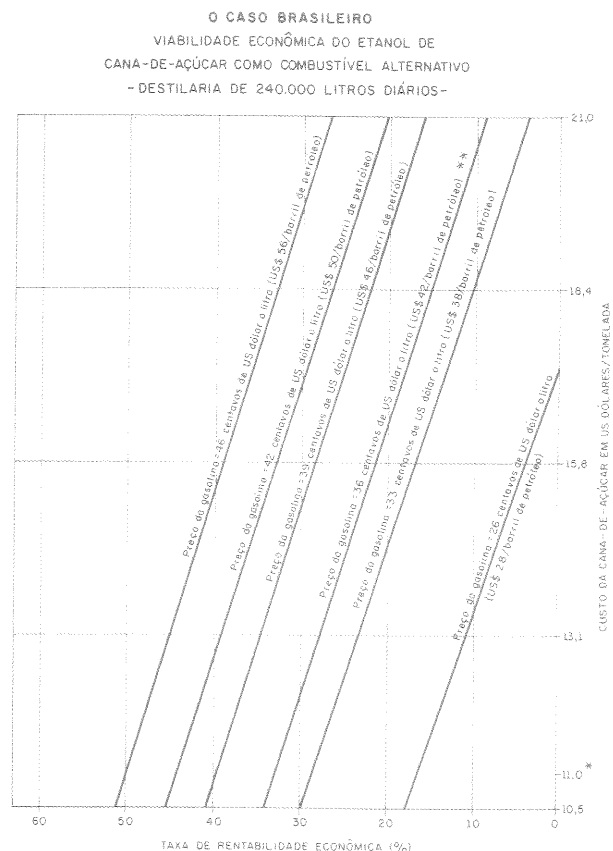 O CASO BRASILEIRO
VIABILIDADE ECONÔMICA DO ETANOL DE
CANA-DE-AÇÚCAR COMO COMBUSTÍVEL ALTERNATIVO
-DESTILARIA DE 240.000 LITROS DIÁRIOS-
Preço da gasolina = 46 centavos de US dólar o litro (US$ 56/barril de petróleo)
Preço da gasolina = 42 centavos de US dólar o litro (US$ 50/barril de petróleo)
Preço da gasolina = 39 centavos de US dólar o litro (US$ 46/barril de petróleo)
Preço da gasolina = 36 centavos de US dólar o litro (US$ 42/barril de petróleo) **
Preço da gasolina = 33 centavos de US dólar o litro (US$ 38/barril de petróleo)
Preço da gasolina = 26 centavos de US dólar o litro
(US$ 28/barril de petróleo)
21,0
18,4
15,8
13,1
11,0 *
10,5
CUSTO DA CANA-DE-AÇÚCAR EM US DÓLARES/TONELADA
60 50 40 30 20 10 0
TAXA DE RENTABILIDADE ECONÔMICA (%)